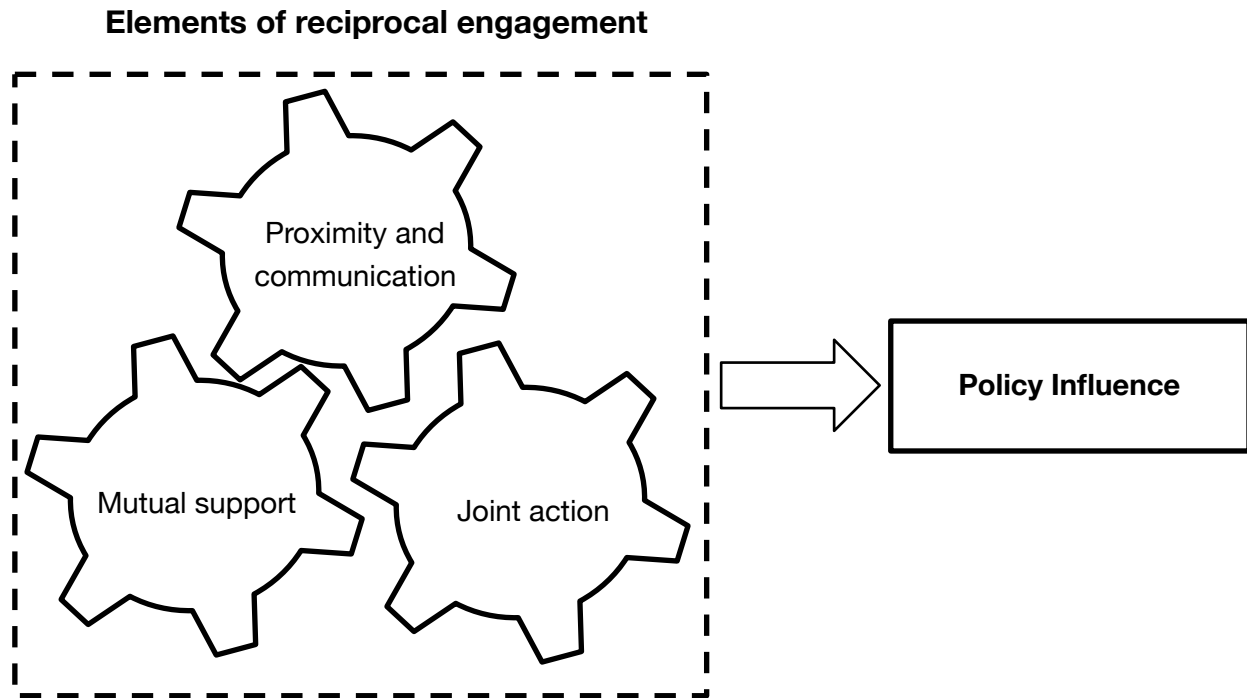 Elements of reciprocal engagement
Proximity and
communication
Mutual support
Joint action
Policy Influence